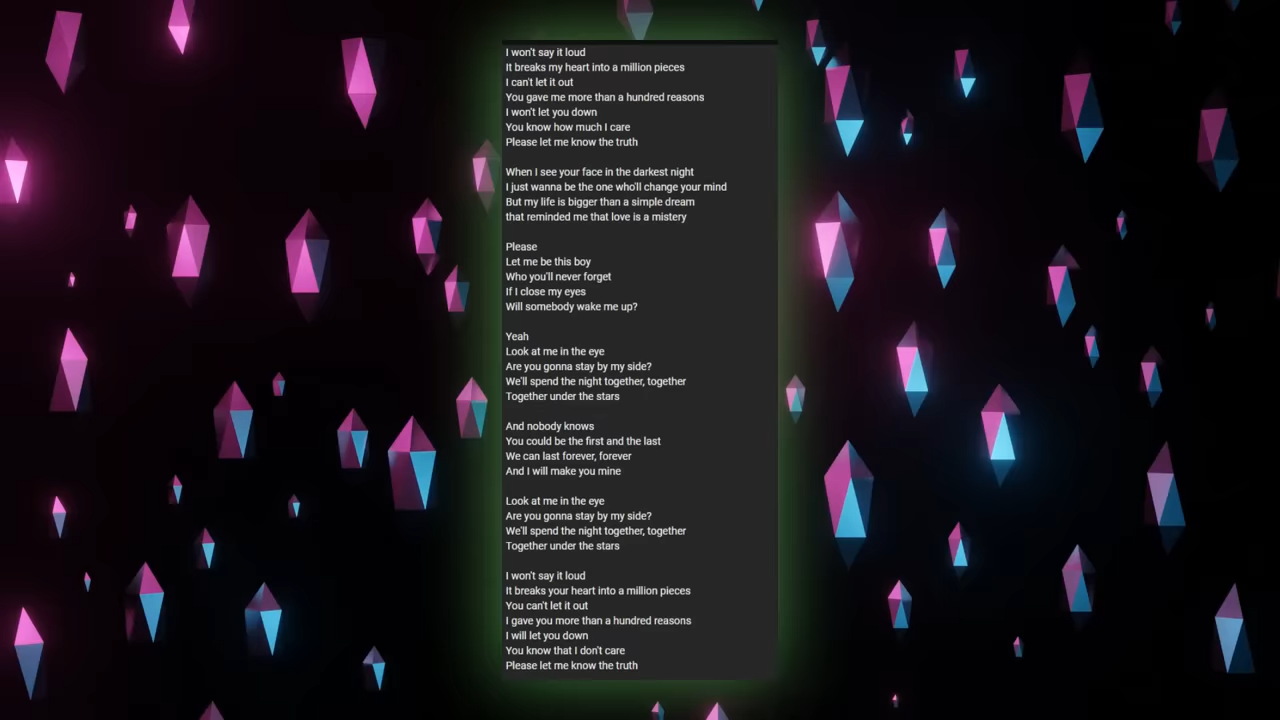 I won't say it loud
It breaks my heart into a million pieces
I can't let it out
You gave me more than a hundred reasons
I won't let you down
You know how much I care
Please let me know the truth

When I see your face in the darkest night
I just wanna be the one who'll change your mind
But my life is bigger than a simple dream
that reminded me that love is a mistery

Please
Let me be this boy
Who you'll never forget
If I close my eyes
Will somebody wake me up?

Yeah
Look at me in the eye
Are you gonna stay by my side?
We'll spend the night together, together
Together under the stars

And nobody knows
You could be the first and the last
We can last forever, forever
And I will make you mine

Look at me in the eye
Are you gonna stay by my side?
We'll spend the night together, together
Together under the stars

I won't say it loud
It breaks your heart into a million pieces
You can't let it out
I gave you more than a hundred reasons
I will let you down
You know that I don't care
Please let me know the truth